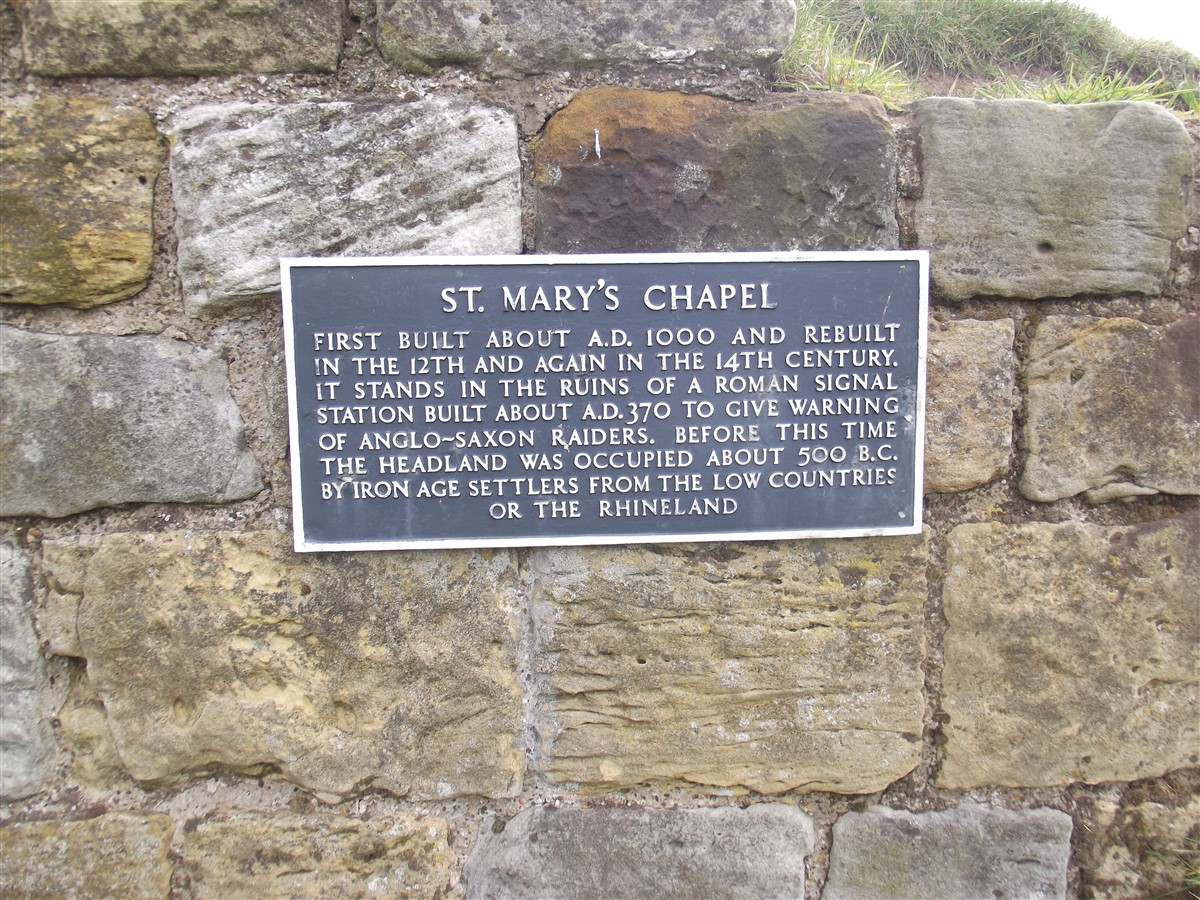 ST. MARY'S CHAPEL
FIRST BUILT ABOUT A.D. 1000 AND REBUILT
IN THE 12TH AND AGAIN IN THE 14TH CENTURY.
IT STANDS IN THE RUINS OF A ROMAN SIGNAL
STATION BUILT ABOUT A.D. 370 TO GIVE WARNING
OF ANGLO~SAXON RAIDERS. BEFORE THIS TIME
THE HEADLAND WAS OCCUPIED ABOUT 500 B.C.
BY IRON AGE SETTLERS FROM THE LOW COUNTRIES
OR THE RHINELAND